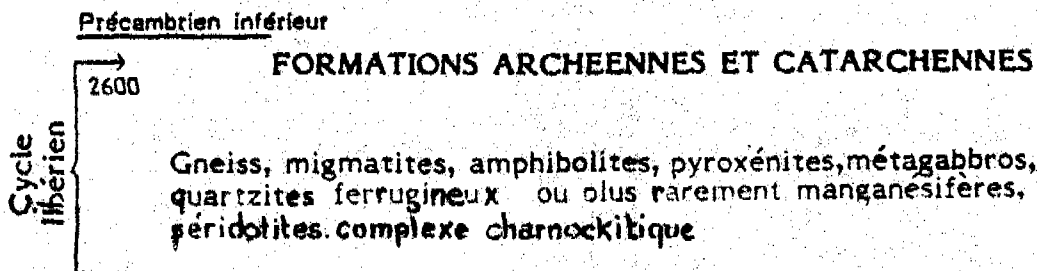 Précambrien inférieur
FORMATIONS ARCHEENNES ET CATARCHENNES
2600
Cycle
libérien
Gneiss, migmatites, amphibolites, pyroxénites, métagabbros,
quartzites ferrugineux ou plus rarement manganésifères,
péridotites. complexe charnockitique